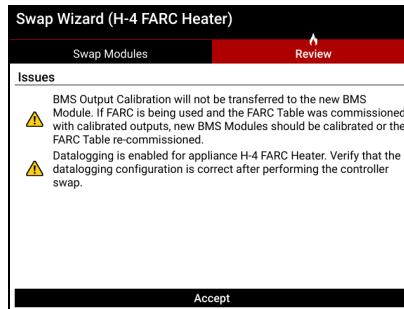 Swap Wizard (H-4 FARC Heater)
Swap Modules
Review
Issues
BMS Output Calibration will not be transferred to the new BMS
Module. If FARC is being used and the FARC Table was commissioned
with calibrated outputs, new BMS Modules should be calibrated or the
FARC Table re-commissioned.
Datalogging is enabled for appliance H-4 FARC Heater. Verify that the
datalogging configuration is correct after performing the controller
swap.
Accept